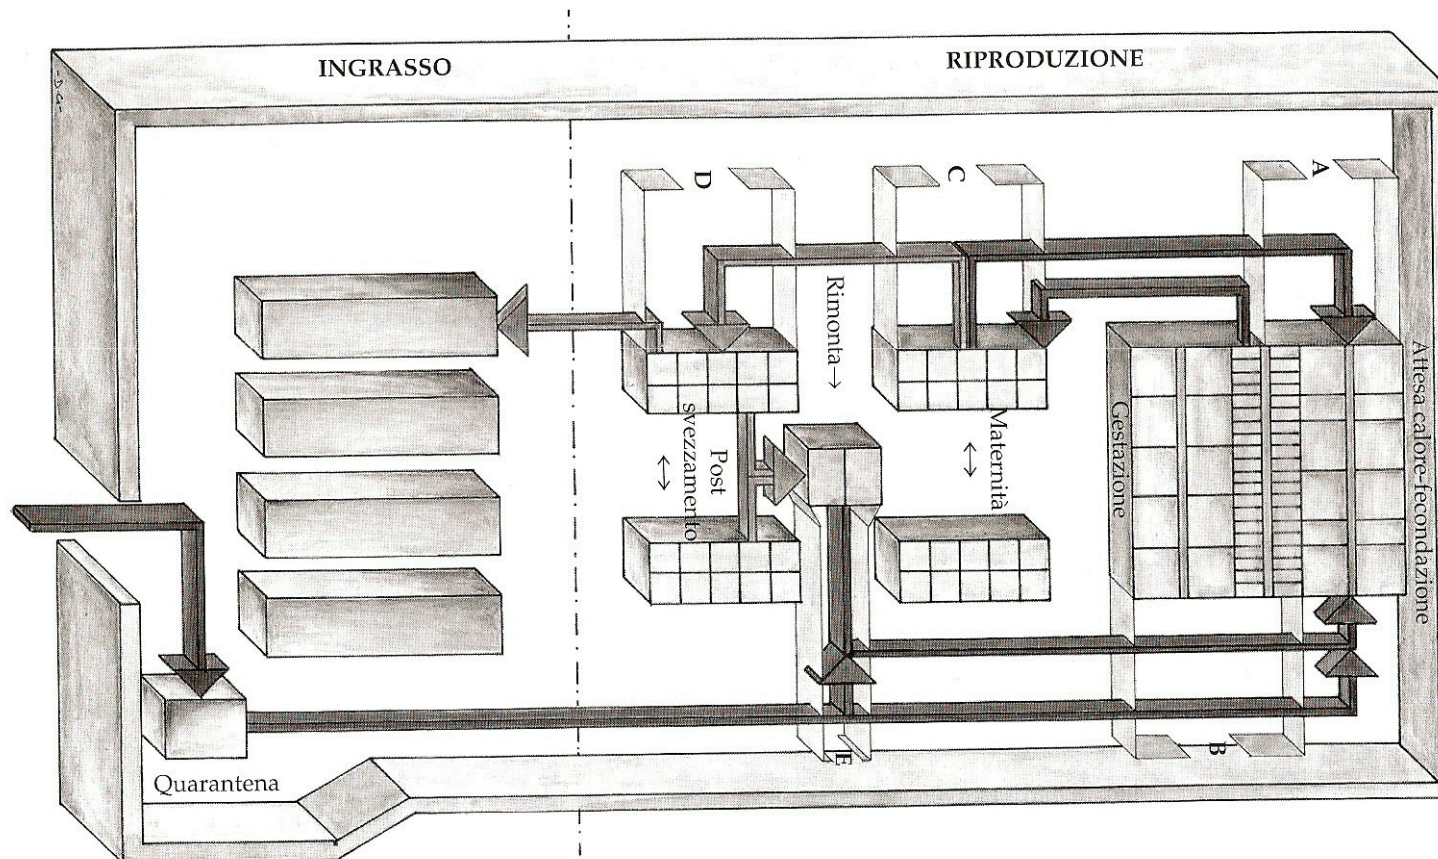 INGRASSO
RIPRODUZIONE
D
C
A
Rimonta →
Maternità
↔
Post
svezzamento
↔
Gestazione
Attesa calore-fecondazione
Quarantena
E
B